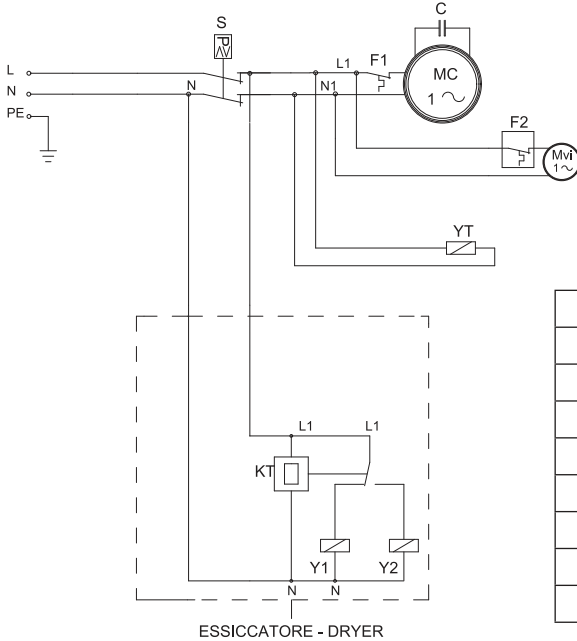 C
S
P
L
L1
F1
MC
1
N
N
N1
PE
F2
Mvi
1
YT
L1
L1
KT
Y1
Y2
N
N
ESSICCATORE - DRYER